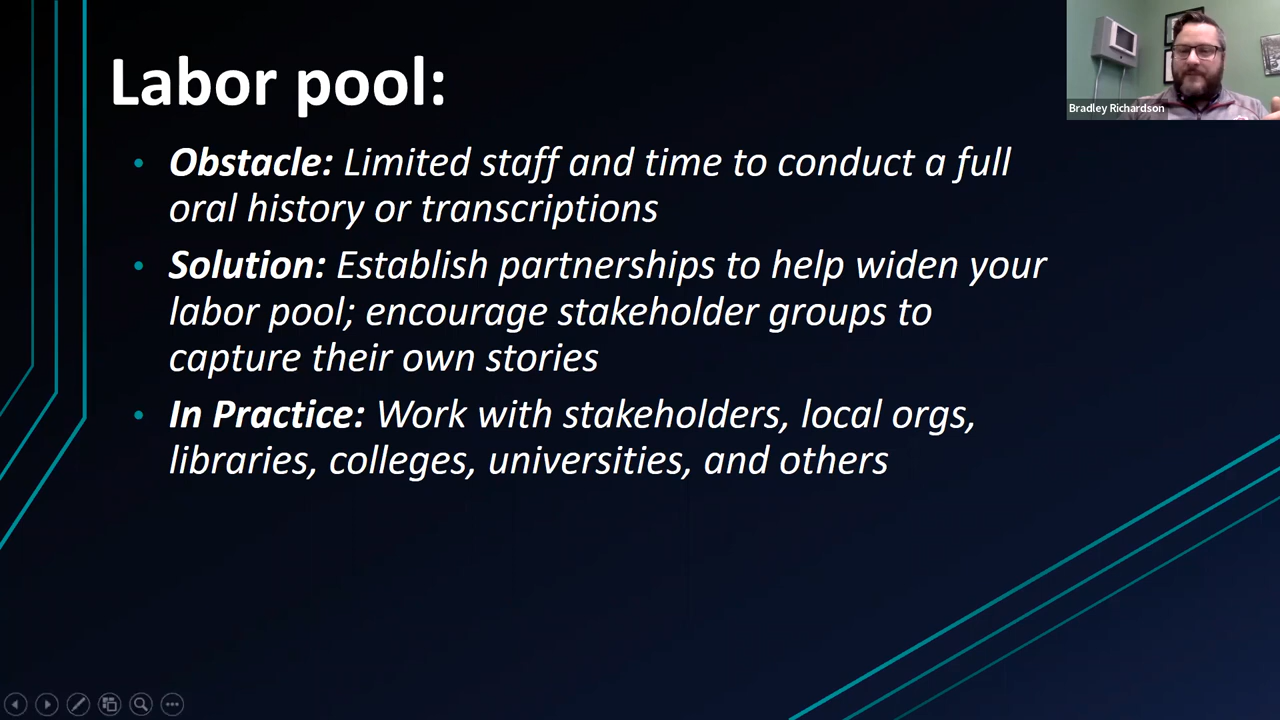 Labor pool:
• Obstacle: Limited staff and time to conduct a full
oral history or transcriptions
• Solution: Establish partnerships to help widen your
labor pool; encourage stakeholder groups to
capture their own stories
• In Practice: Work with stakeholders, local orgs,
libraries, colleges, universities, and others
Bradley Richardson